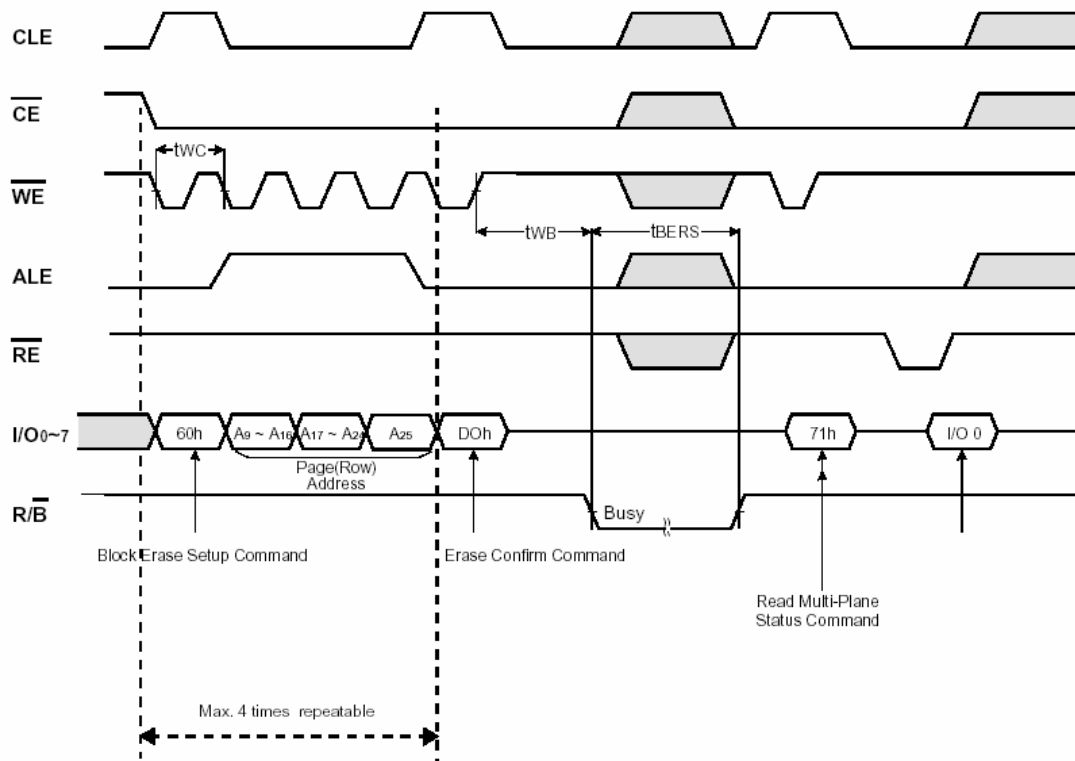 CLE
CE
tWC
WE
tWB
tBERS
ALE
RE
I/O0~7
60h
A9 ~ A16
A17 ~ A24
A25
DOh
71h
I/O 0
Page(Row)
Address
R/B
Busy
Block Erase Setup Command
Erase Confirm Command
Read Multi-Plane
Status Command
Max. 4 times repeatable